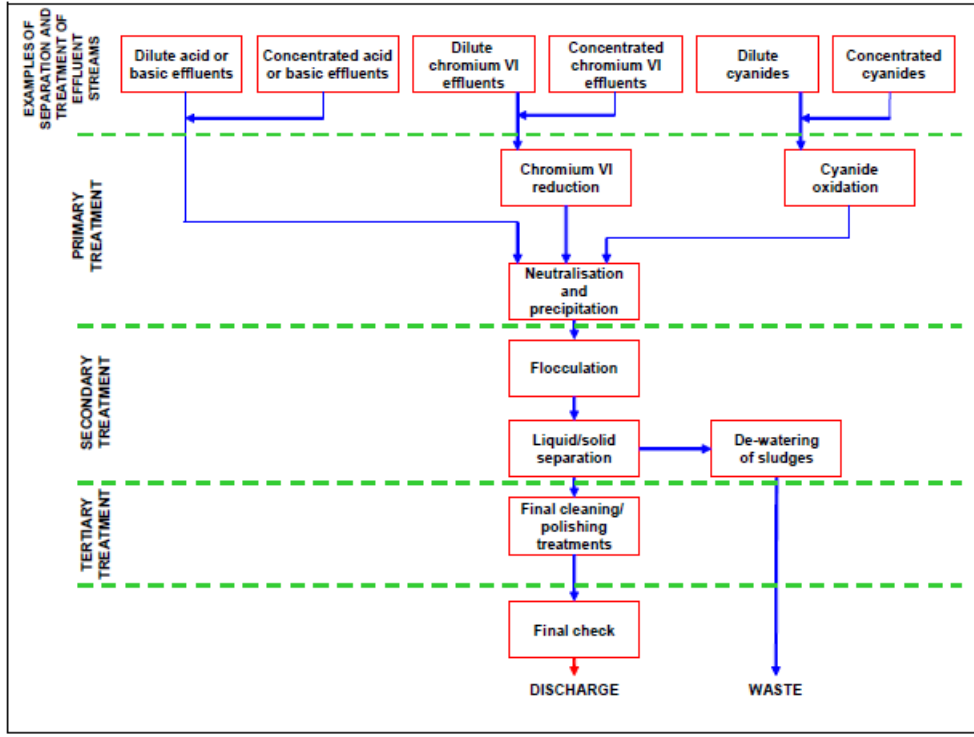 EXAMPLES OF
SEPARATION AND
TREATMENT OF
EFFLUENT
STREAMS
Dilute acid or
basic effluents
Concentrated acid
or basic effluents
Dilute
chromium VI
effluents
Concentrated
chromium VI
effluents
Dilute
cyanides
Concentrated
cyanides
PRIMARY
TREATMENT
Chromium VI
reduction
Cyanide
oxidation
Neutralisation
and
precipitation
SECONDARY
TREATMENT
Flocculation
Liquid/solid
separation
De-watering
of sludges
TERTIARY
TREATMENT
Final cleaning/
polishing
treatments
Final check
DISCHARGE
WASTE